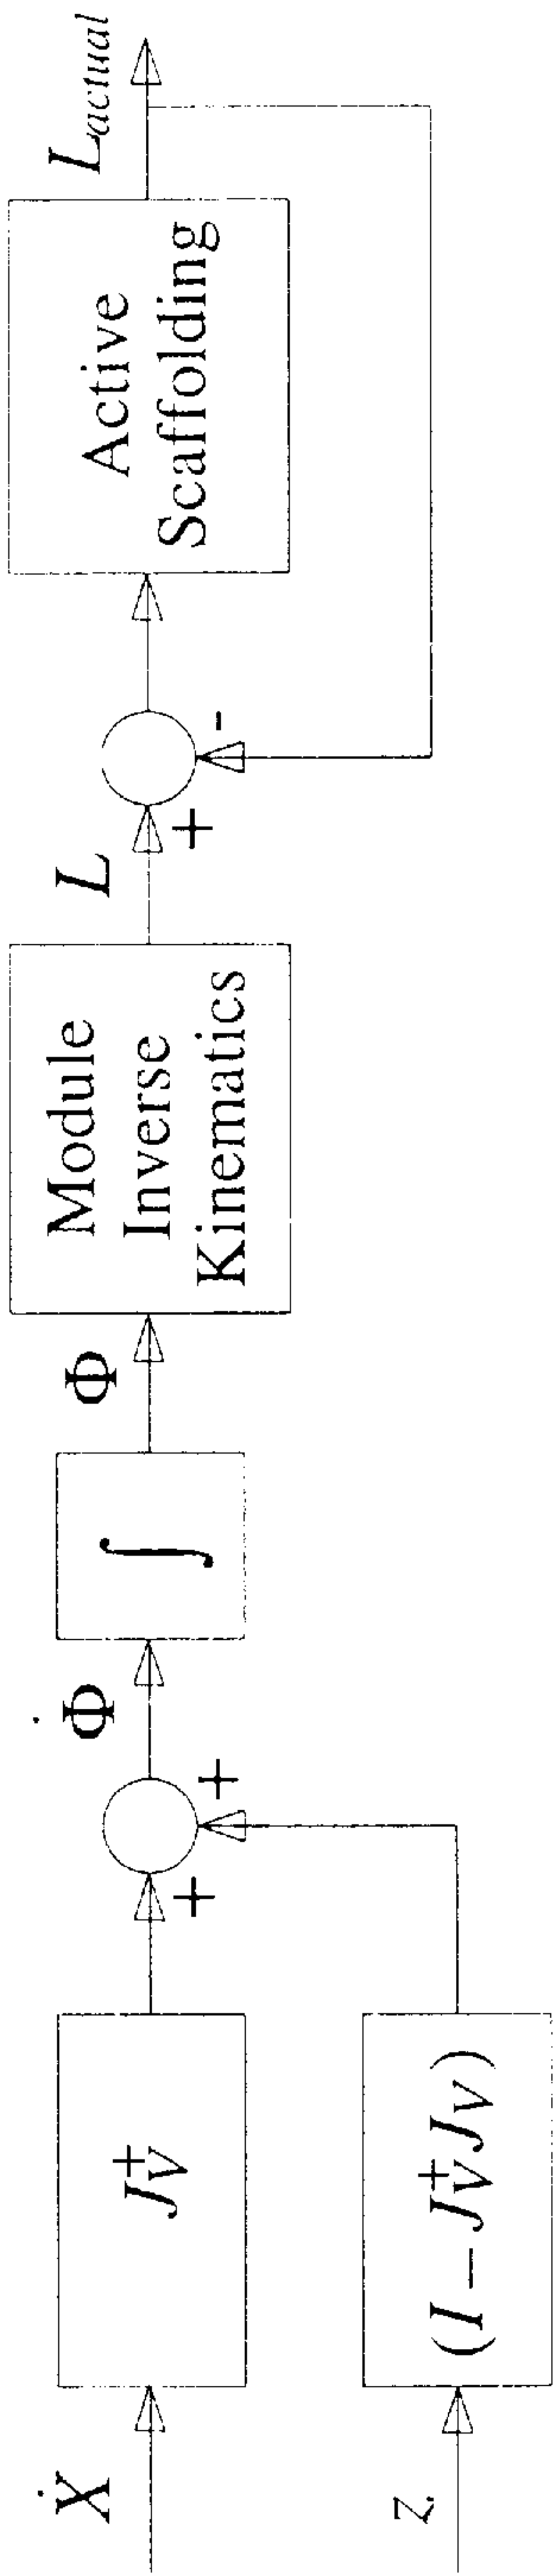 Ẋ
J_V^+
+
+
Φ̇
∫
Φ
Module
Inverse
Kinematics
L
+
-
Active
Scaffolding
L_actual
z
(I – J_V^+ J_V)